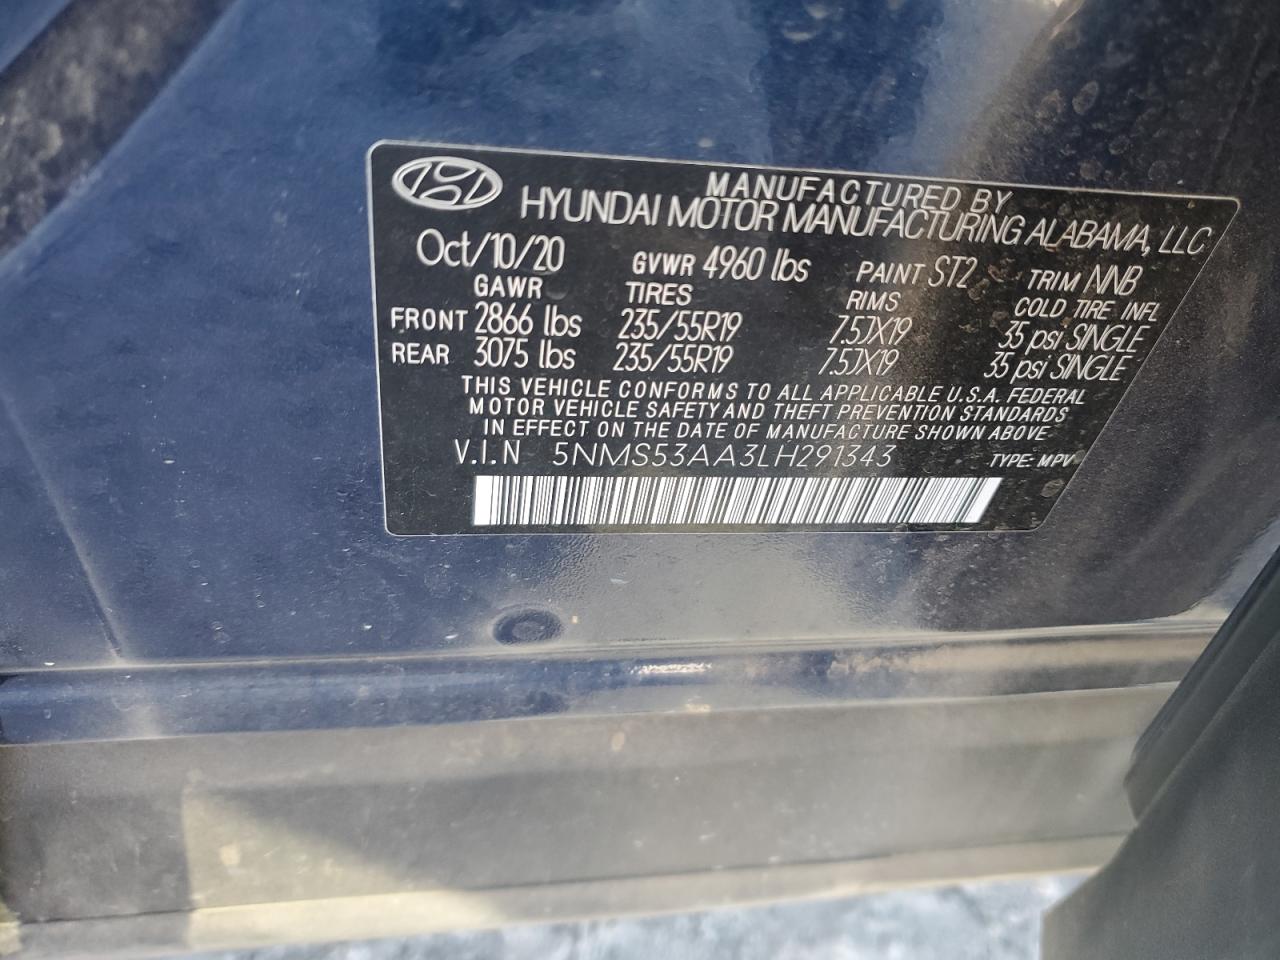 MANUFACTURED BY
HYUNDAI MOTOR MANUFACTURING ALABAMA, LLC
Oct/10/20 GVWR 4960 lbs PAINT ST2 TRIM NNB
GAWR TIRES RIMS COLD TIRE INFL
FRONT 2866 lbs 235/55R19 7.5JX19 35 psi SINGLE
REAR 3075 lbs 235/55R19 7.5JX19 35 psi SINGLE
THIS VEHICLE CONFORMS TO ALL APPLICABLE U.S.A. FEDERAL
MOTOR VEHICLE SAFETY AND THEFT PREVENTION STANDARDS
IN EFFECT ON THE DATE OF MANUFACTURE SHOWN ABOVE
V.I.N 5NMS53AA3LH291343 TYPE: MPV